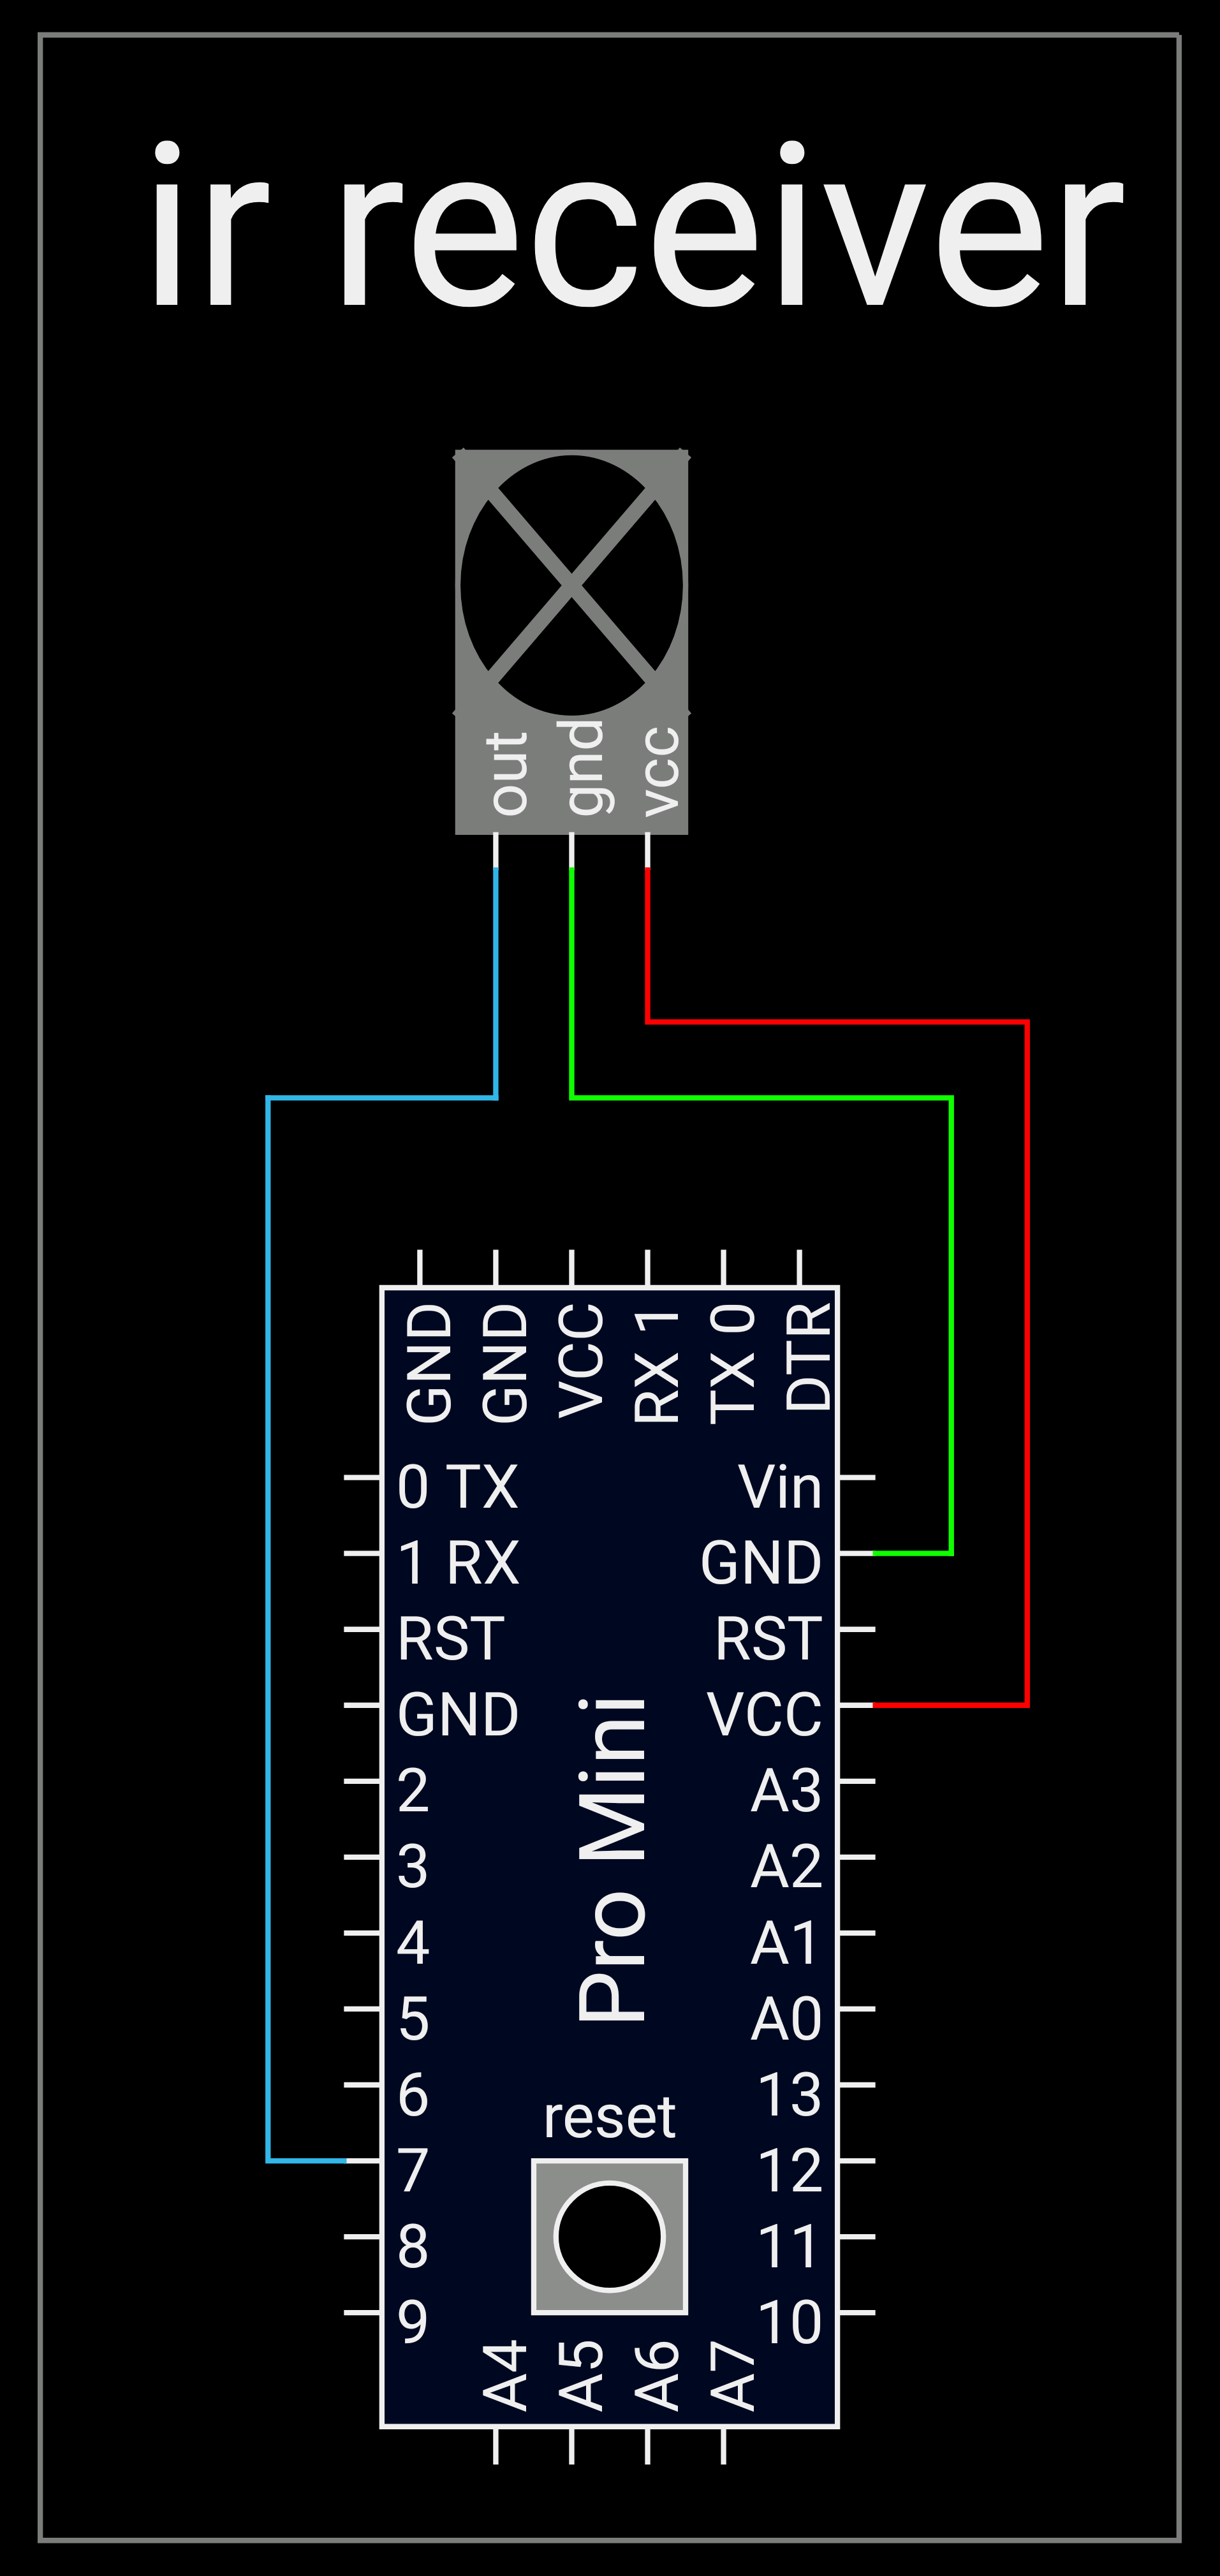 ir receiver
out
gnd
vcc
GND
GND
VCC
RX 1
TX 0
DTR
0 TX
Vin
1 RX
GND
RST
RST
GND
VCC
2
A3
3
A2
4
A1
5
A0
6
13
7
12
8
11
9
10
Pro Mini
reset
A4
A5
A6
A7